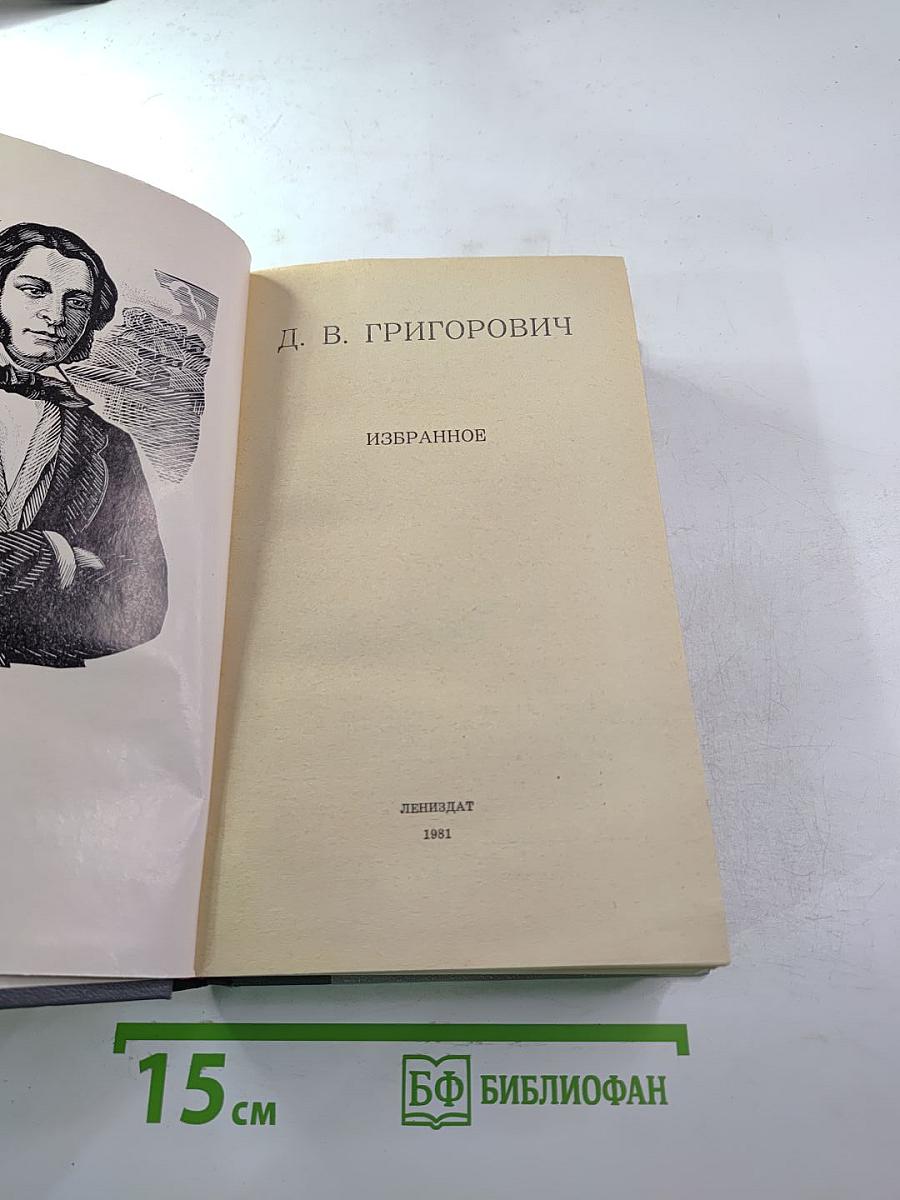 Д. В. ГРИГОРОВИЧ
ИЗБРАННОЕ
ЛЕНИЗДАТ
1981
15 см
БФ БИБЛИОФАН